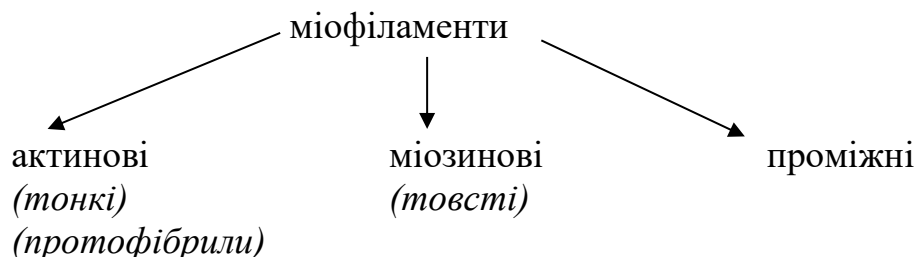 міофіламенти
актинові міозинові проміжні
(тонкі) (товсті)
(протофібрили)